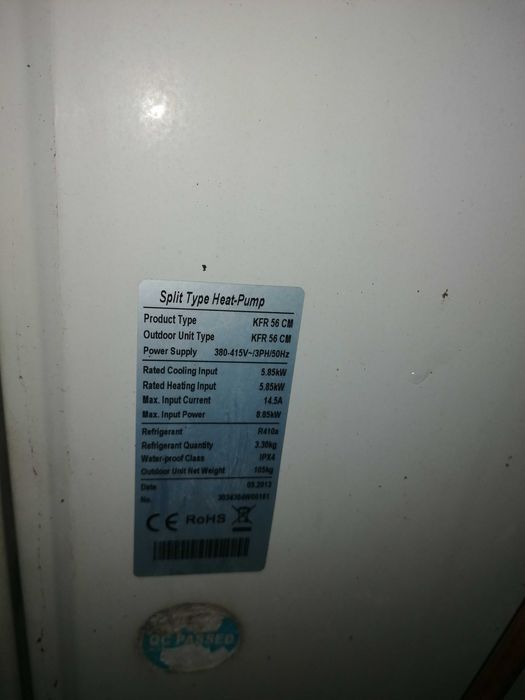 Split Type Heat-Pump
Product Type KFR 56 CM
Outdoor Unit Type KFR 56 CM
Power Supply 380-415V~/3PH/50Hz
Rated Cooling Input 5.85kW
Rated Heating Input 5.85kW
Max. Input Current 14.5A
Max. Input Power 8.85kW
Refrigerant R410a
Refrigerant Quantity 3.30kg
Water-proof Class IPX4
Outdoor Unit Net Weight 105kg
Date 03.2013
No.
CE RoHS
QC PASSED